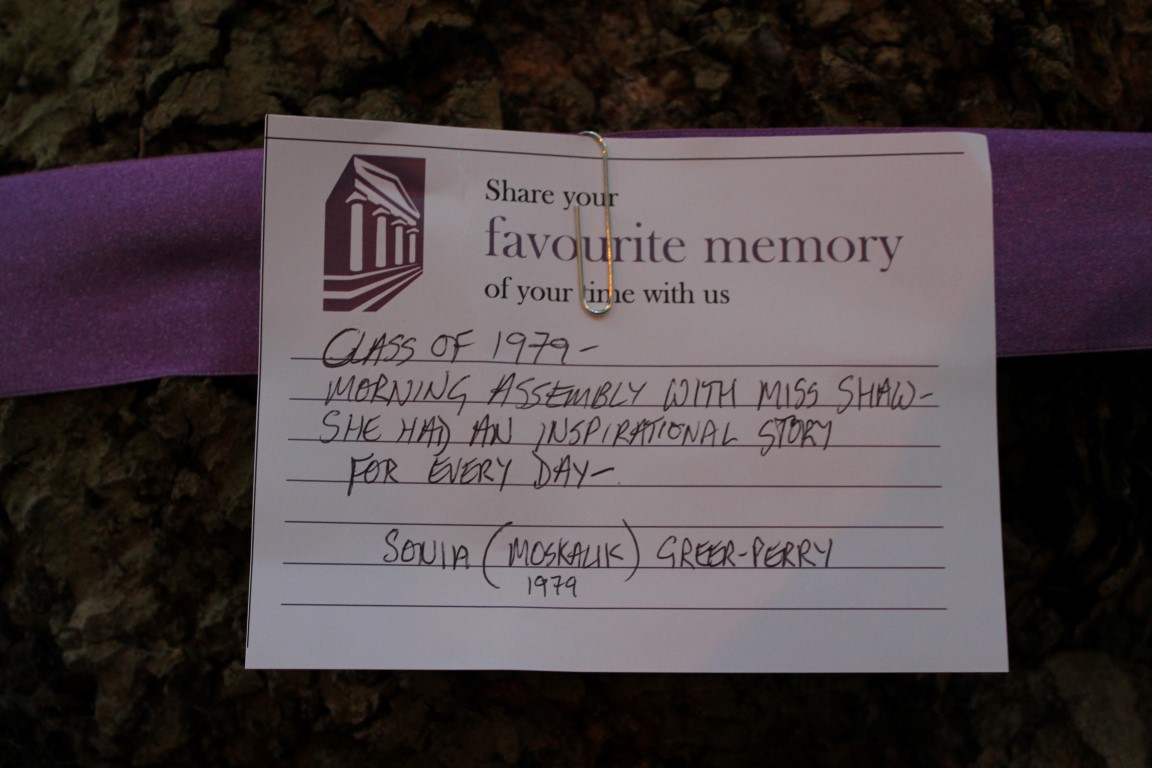 Share your
favourite memory
of your time with us
CLASS OF 1979-
MORNING ASSEMBLY WITH MISS SHAW-
SHE HAD AN INSPIRATIONAL STORY
FOR EVERY DAY-
SONIA (MOSKALIK) GREER-PERRY
1979